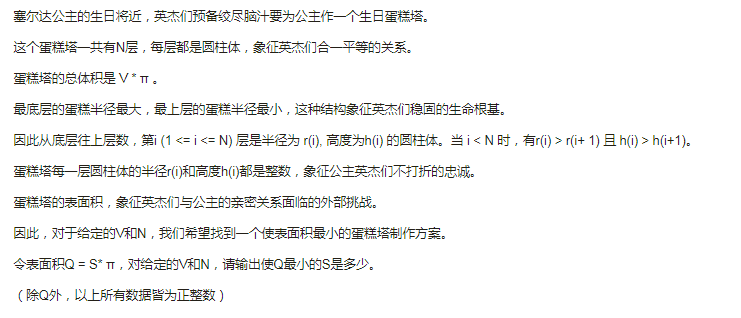 塞尔达公主的生日将近，英杰们预备绞尽脑汁要为公主作一个生日蛋糕塔。
这个蛋糕塔一共有N层，每层都是圆柱体，象征英杰们合一平等的关系。
蛋糕塔的总体积是 V * π 。
最底层的蛋糕半径最大，最上层的蛋糕半径最小，这种结构象征英杰们稳固的生命根基。
因此从底层往上层数，第i (1 <= i <= N) 层是半径为 r(i), 高度为h(i) 的圆柱体。当 i < N 时，有r(i) > r(i+ 1) 且 h(i) > h(i+1)。
蛋糕塔每一层圆柱体的半径r(i)和高度h(i)都是整数，象征公主英杰们不打折的忠诚。
蛋糕塔的表面积，象征英杰们与公主的亲密关系面临的外部挑战。
因此，对于给定的V和N，我们希望找到一个使表面积最小的蛋糕塔制作方案。
令表面积Q = S* π，对给定的V和N，请输出使Q最小的S是多少。
（除Q外，以上所有数据皆为正整数）